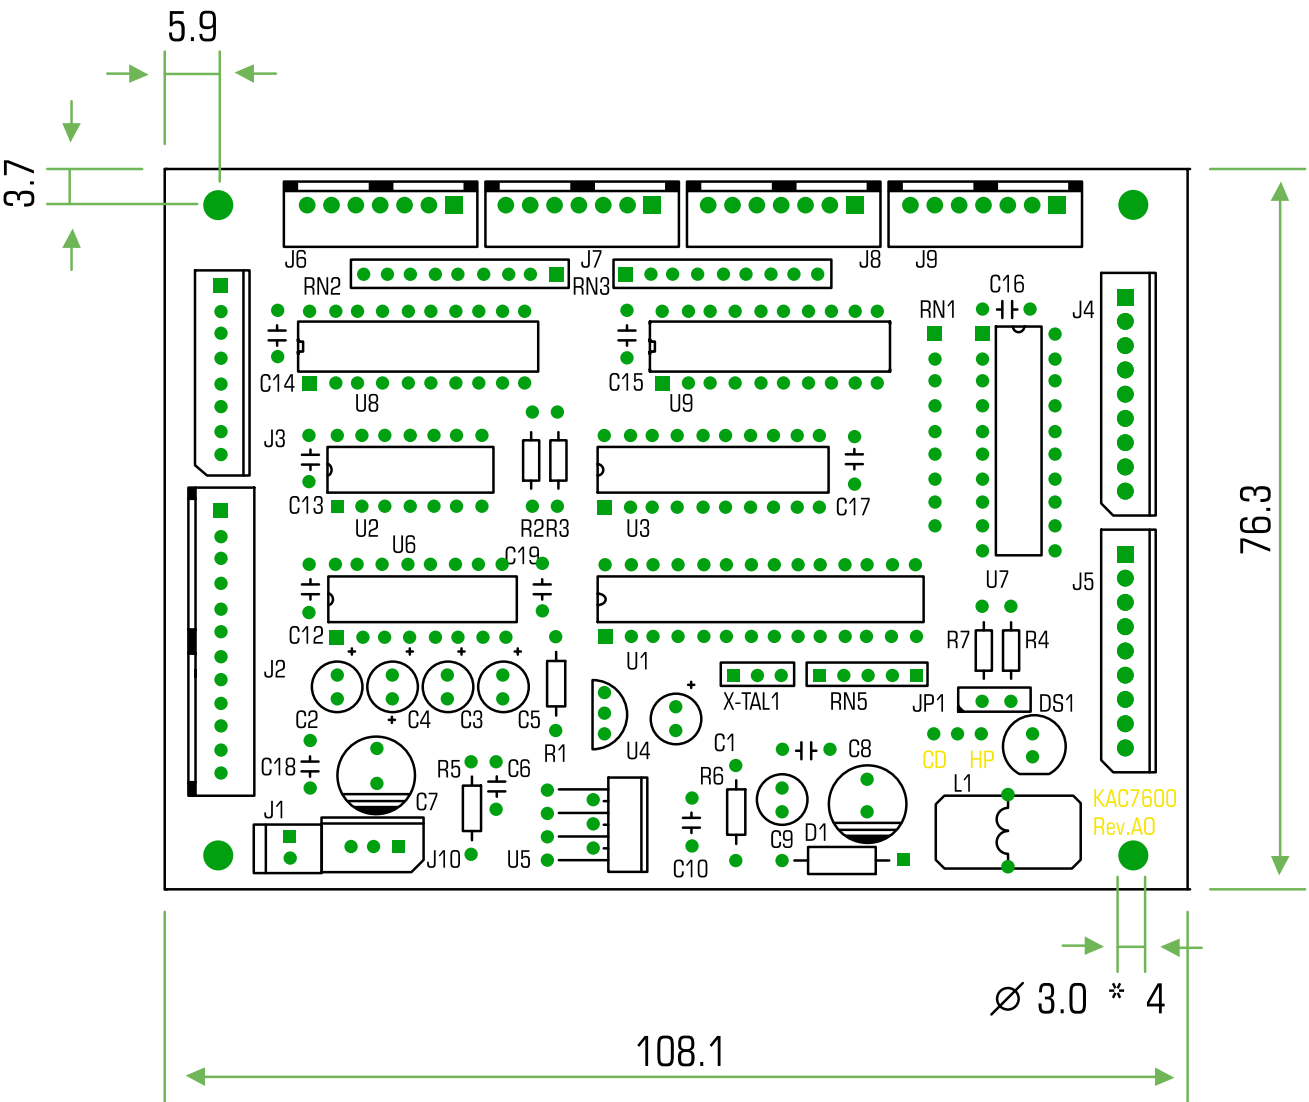 5.9
3.7
J6
J7
J8
J9
RN2
RN3
C16
RN1
J4
C14
C15
U8
U9
J3
C13
U2
R2
R3
U3
C17
U6
C19
U7
J5
C12
U1
R7
R4
J2
X-TAL1
RN5
JP1
DS1
C2
C4
C3
C5
R1
U4
C1
C8
CD
HP
C18
R5
C6
R6
L1
C7
KAC7600
Rev.A0
J1
J10
U5
C10
C9
D1
76.3
Ø 3.0 * 4
108.1
+
+
+
+
+
+